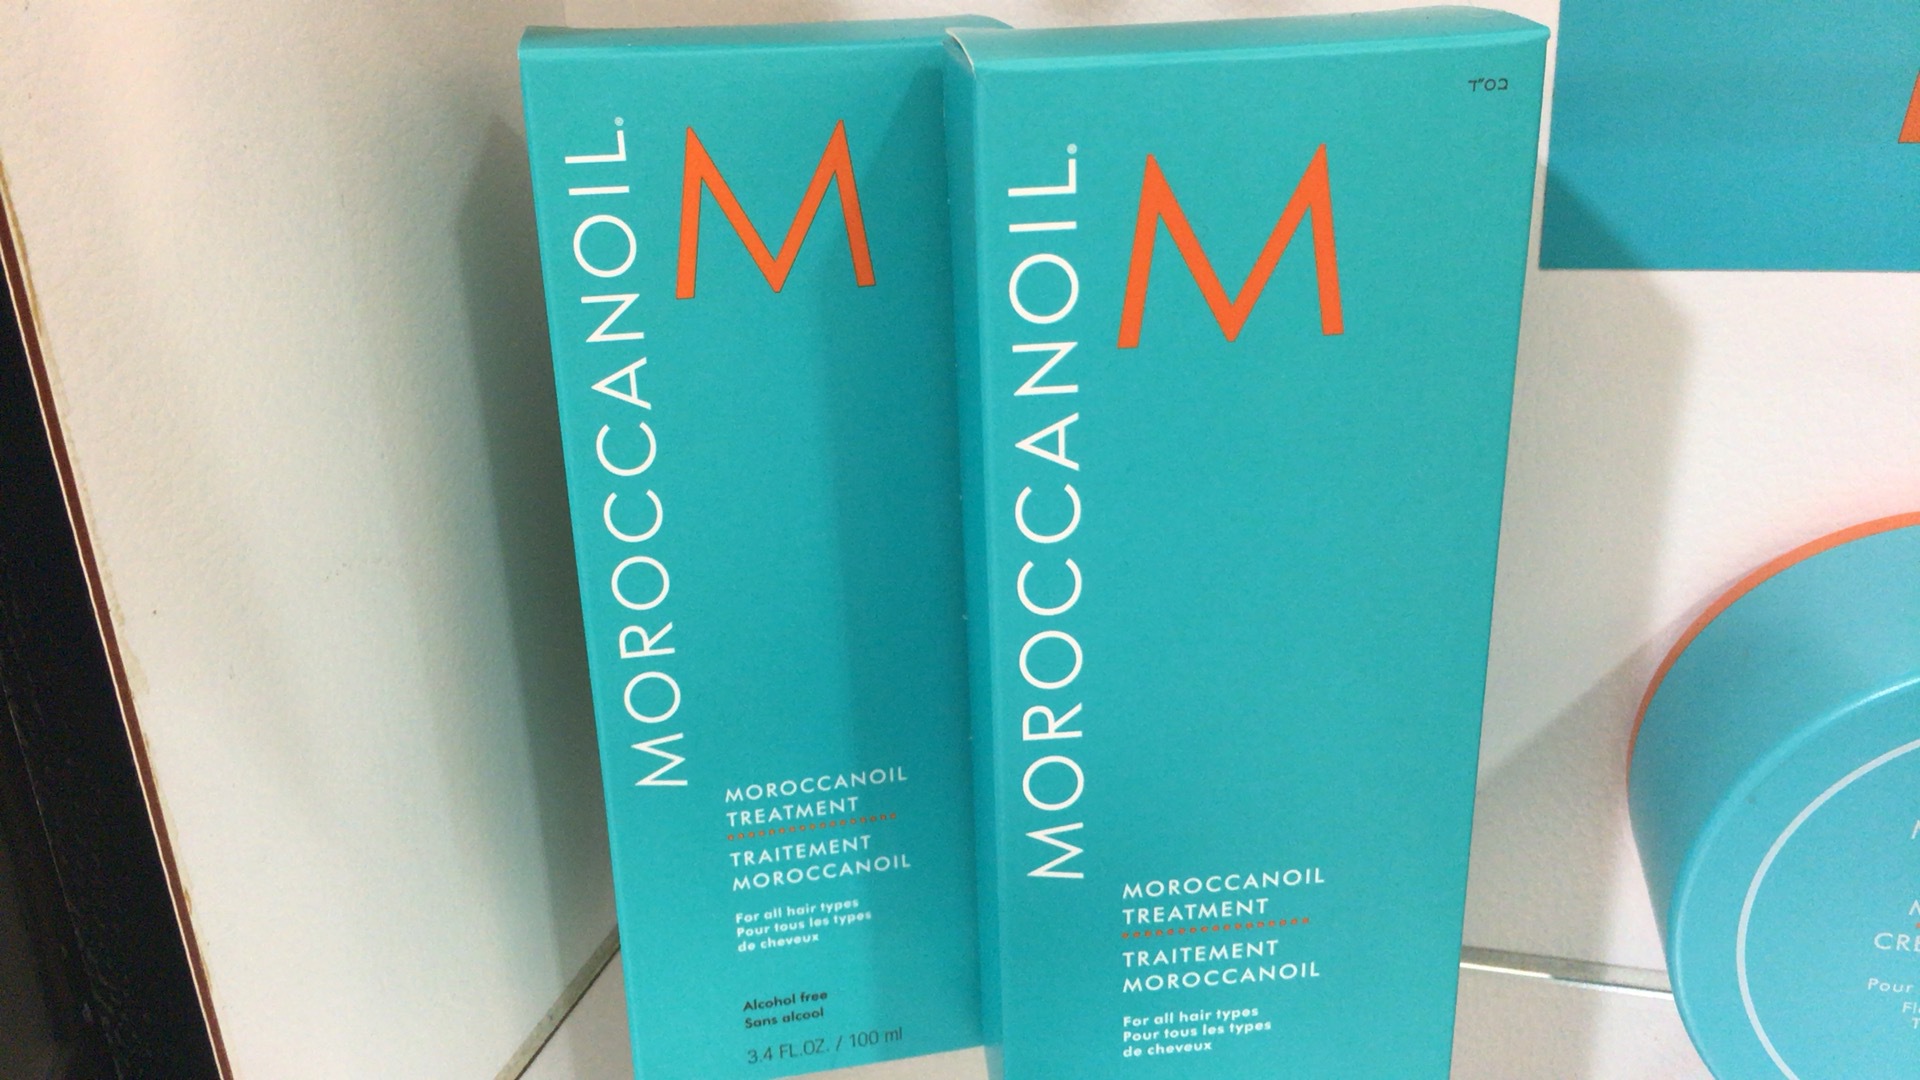 MOROCCANOIL®
M
MOROCCANOIL
TREATMENT
TRAITEMENT
MOROCCANOIL
For all hair types
Pour tous les types
de cheveux
Alcohol free
Sans alcool
3.4 FL.OZ. / 100 ml
בס"ד
MOROCCANOIL®
M
MOROCCANOIL
TREATMENT
TRAITEMENT
MOROCCANOIL
For all hair types
Pour tous les types
de cheveux
Pour